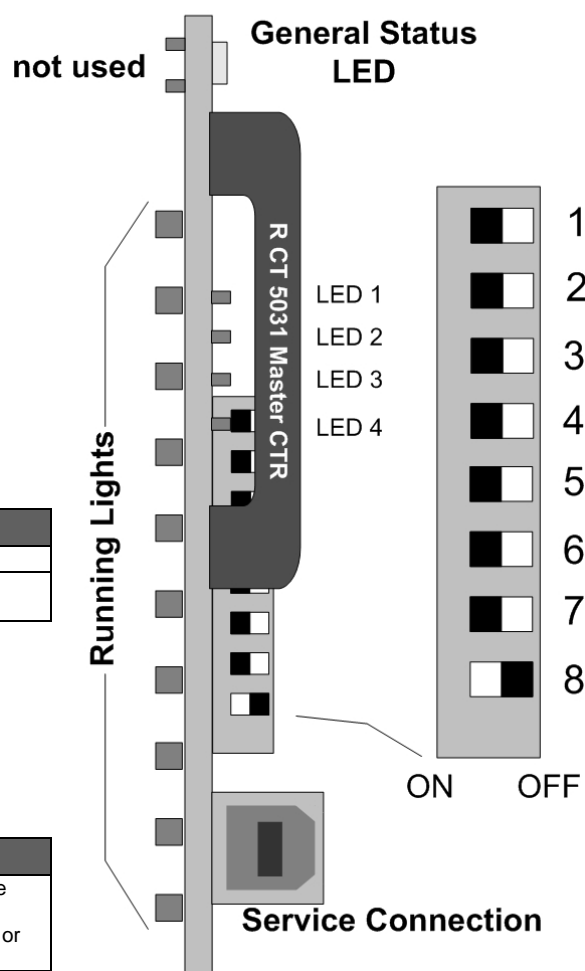 General Status
LED
not used
R CT 5031 Master CTR
LED 1
LED 2
LED 3
LED 4
Running Lights
1
2
3
4
5
6
7
8
ON OFF
e
or
Service Connection